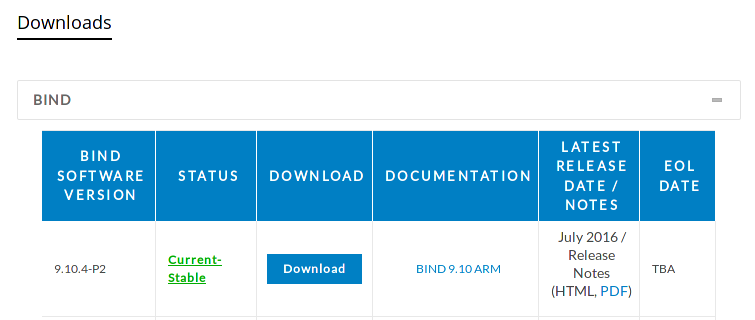 Downloads
BIND
BIND
SOFTWARE
VERSION
STATUS
DOWNLOAD
DOCUMENTATION
LATEST
RELEASE
DATE /
NOTES
EOL
DATE
9.10.4-P2
Current-
Stable
Download
BIND 9.10 ARM
July 2016 /
Release
Notes
(HTML, PDF)
TBA